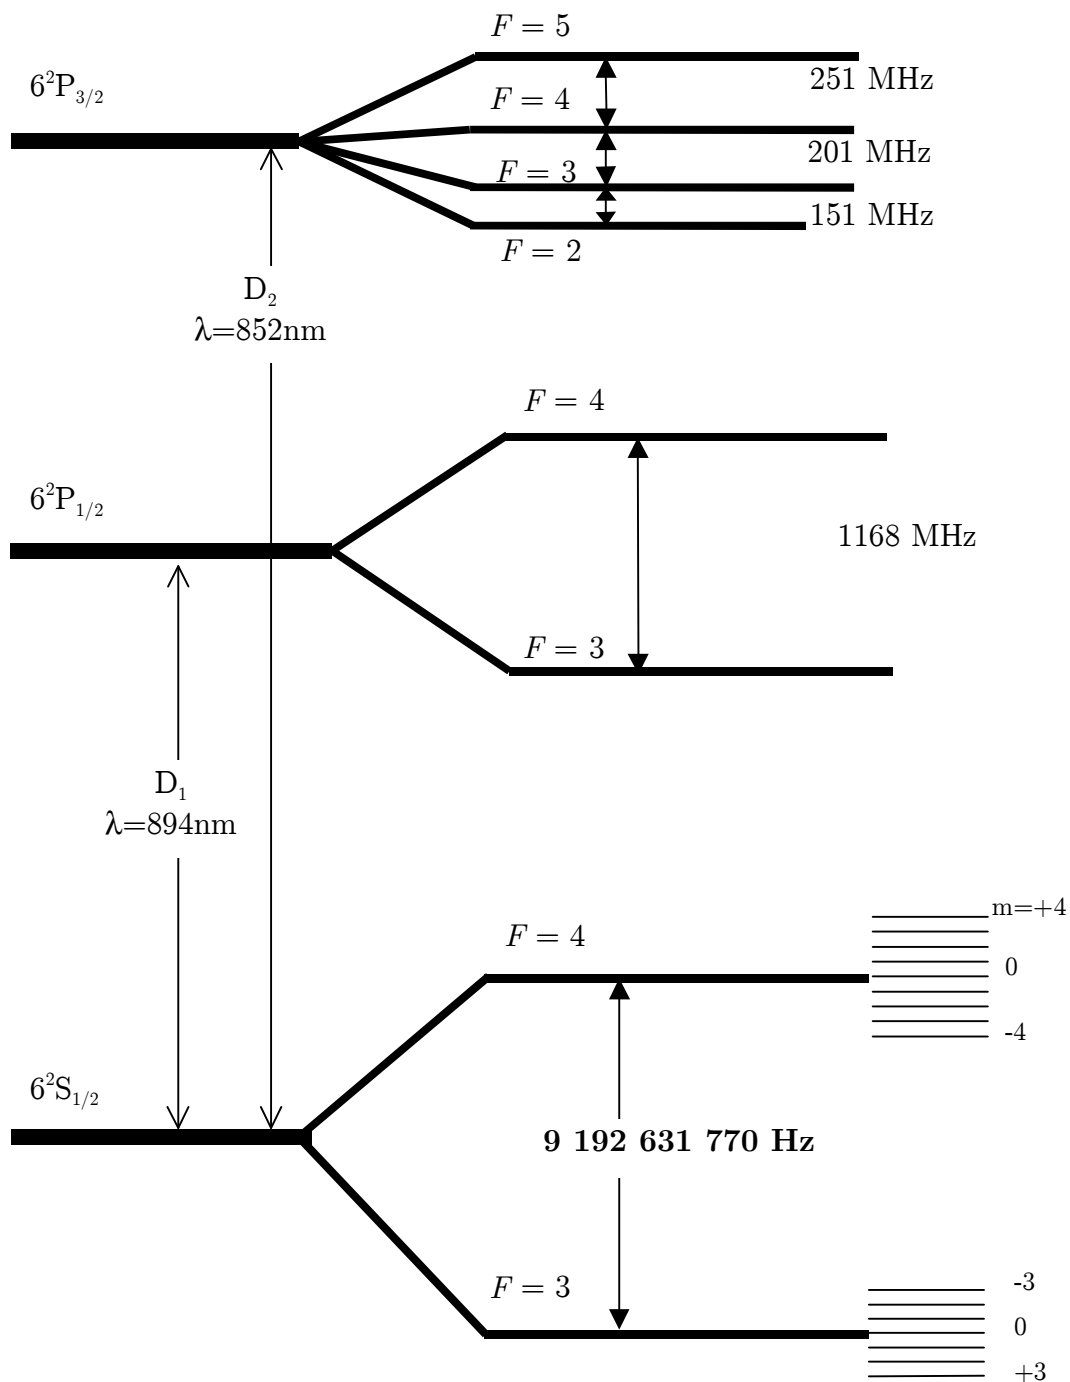 F = 5
6²P₃/₂
251 MHz
F = 4
201 MHz
F = 3
151 MHz
F = 2
D₂
λ=852nm
F = 4
6²P₁/₂
1168 MHz
F = 3
D₁
λ=894nm
m=+4
F = 4
0
-4
6²S₁/₂
9 192 631 770 Hz
F = 3
-3
0
+3